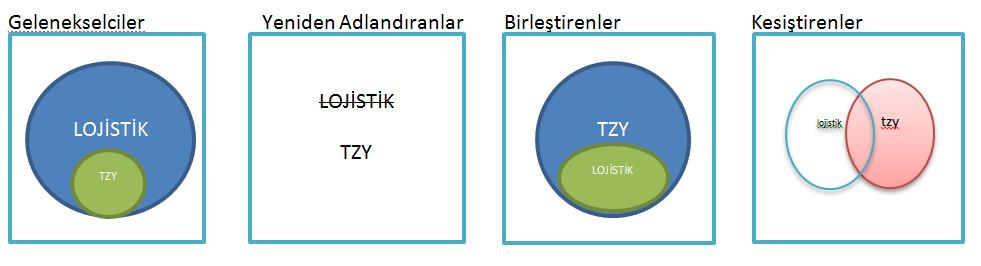 Gelenekselciler
LOJİSTİK
TZY
Yeniden Adlandıranlar
LOJİSTİK
TZY
Birleştirenler
TZY
LOJİSTİK
Kesiştirenler
lojistik
tzy